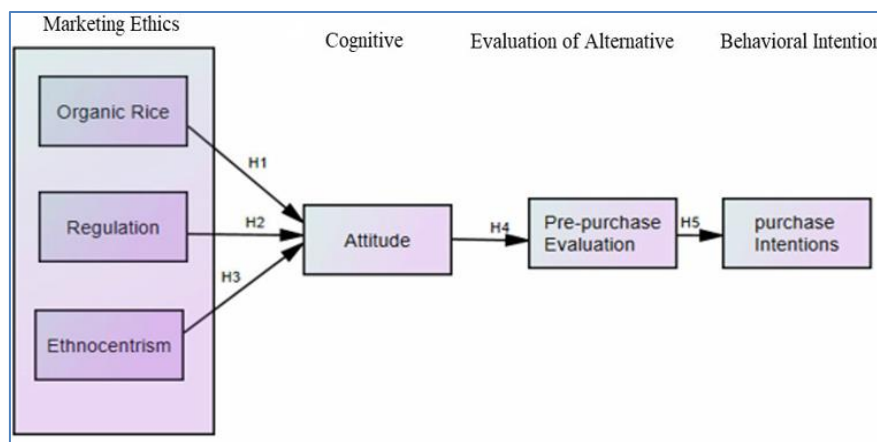 Marketing Ethics
Cognitive
Evaluation of Alternative
Behavioral Intention
Organic Rice
H1
Regulation
H2
Attitude
H4
Pre-purchase
Evaluation
H5
purchase
Intentions
H3
Ethnocentrism